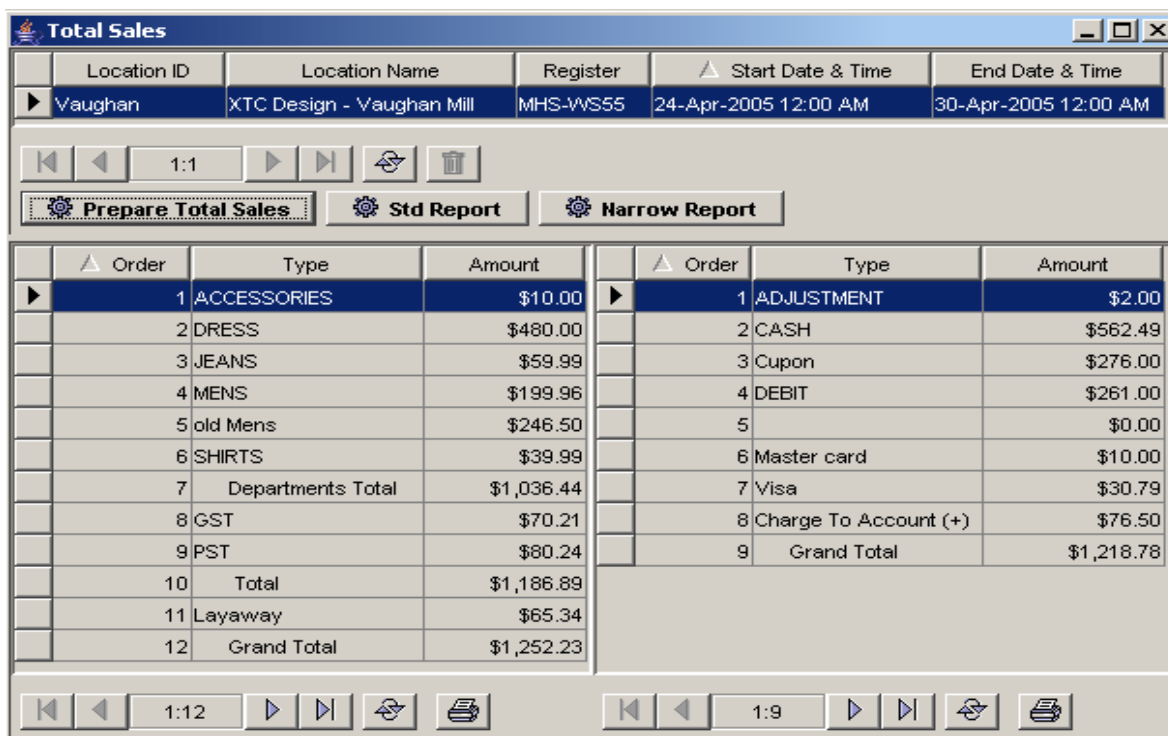 Total Sales
Location ID Location Name Register Start Date & Time End Date & Time
Vaughan XTC Design - Vaughan Mill MHS-WS55 24-Apr-2005 12:00 AM 30-Apr-2005 12:00 AM
1:1
Prepare Total Sales Std Report Narrow Report
Order Type Amount Order Type Amount
1 ACCESSORIES $10.00 1 ADJUSTMENT $2.00
2 DRESS $480.00 2 CASH $562.49
3 JEANS $59.99 3 Cupon $276.00
4 MENS $199.96 4 DEBIT $261.00
5 old Mens $246.50 5 $0.00
6 SHIRTS $39.99 6 Master card $10.00
7 Departments Total $1,036.44 7 Visa $30.79
8 GST $70.21 8 Charge To Account (+) $76.50
9 PST $80.24 9 Grand Total $1,218.78
10 Total $1,186.89
11 Layaway $65.34
12 Grand Total $1,252.23
1:12 1:9